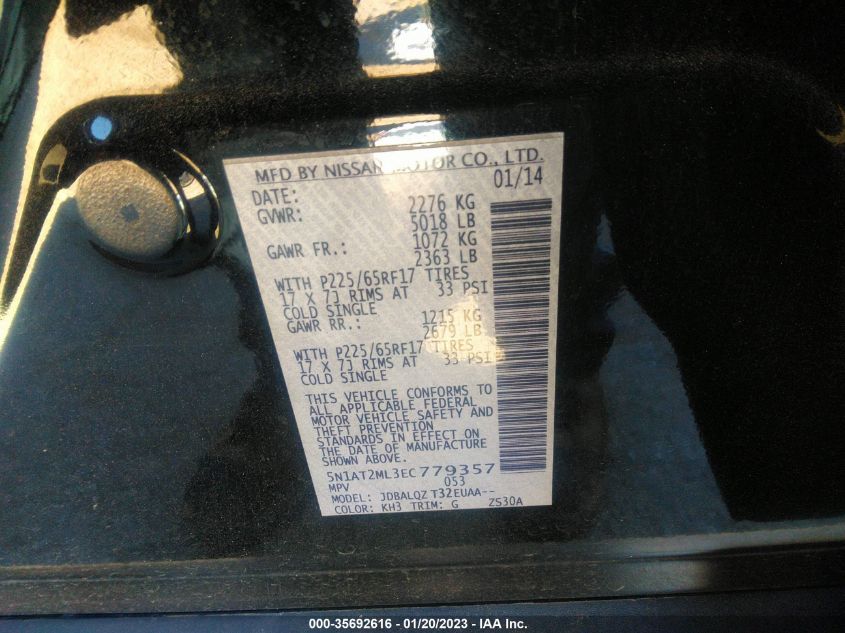 MFD BY NISSAN MOTOR CO., LTD.
DATE: 01/14
GVWR: 2276 KG
5018 LB
GAWR FR.: 1072 KG
2363 LB
WITH P225/65RF17 TIRES
17 X 7J RIMS AT 33 PSI
COLD SINGLE
GAWR RR.: 1215 KG
2679 LB
WITH P225/65RF17 TIRES
17 X 7J RIMS AT 33 PSI
COLD SINGLE
THIS VEHICLE CONFORMS TO
ALL APPLICABLE FEDERAL
MOTOR VEHICLE SAFETY AND
THEFT PREVENTION
STANDARDS IN EFFECT ON
THE DATE OF MANUFACTURE
SHOWN ABOVE.
5N1AT2ML3EC779357
MPV 053
MODEL: JDBALQZ T32EUAA--
COLOR: KH3 TRIM: G ZS30A
000-35692616 - 01/20/2023 - IAA Inc.